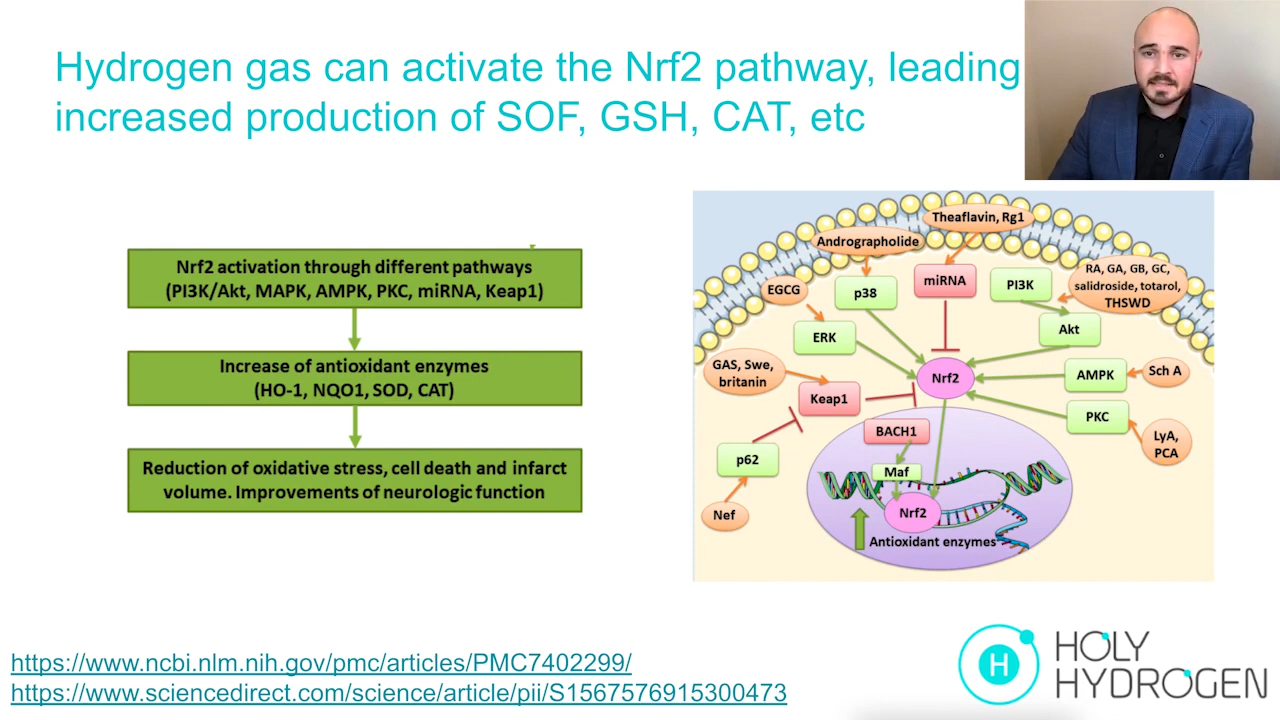 Hydrogen gas can activate the Nrf2 pathway, leading
increased production of SOF, GSH, CAT, etc
Nrf2 activation through different pathways
(PI3K/Akt, MAPK, AMPK, PKC, miRNA, Keap1)
Increase of antioxidant enzymes
(HO-1, NQO1, SOD, CAT)
Reduction of oxidative stress, cell death and infarct
volume. Improvements of neurologic function
Theaflavin, Rg1
Andrographolide
EGCG
p38
miRNA
PI3K
RA, GA, GB, GC,
salidroside, totarol,
THSWD
ERK
Akt
GAS, Swe,
britanin
Keap1
Nrf2
AMPK
Sch A
PKC
BACH1
LyA,
PCA
p62
Maf
Nef
Nrf2
Antioxidant enzymes
https://www.ncbi.nlm.nih.gov/pmc/articles/PMC7402299/
https://www.sciencedirect.com/science/article/pii/S1567576915300473
H
HOLY
HYDROGEN